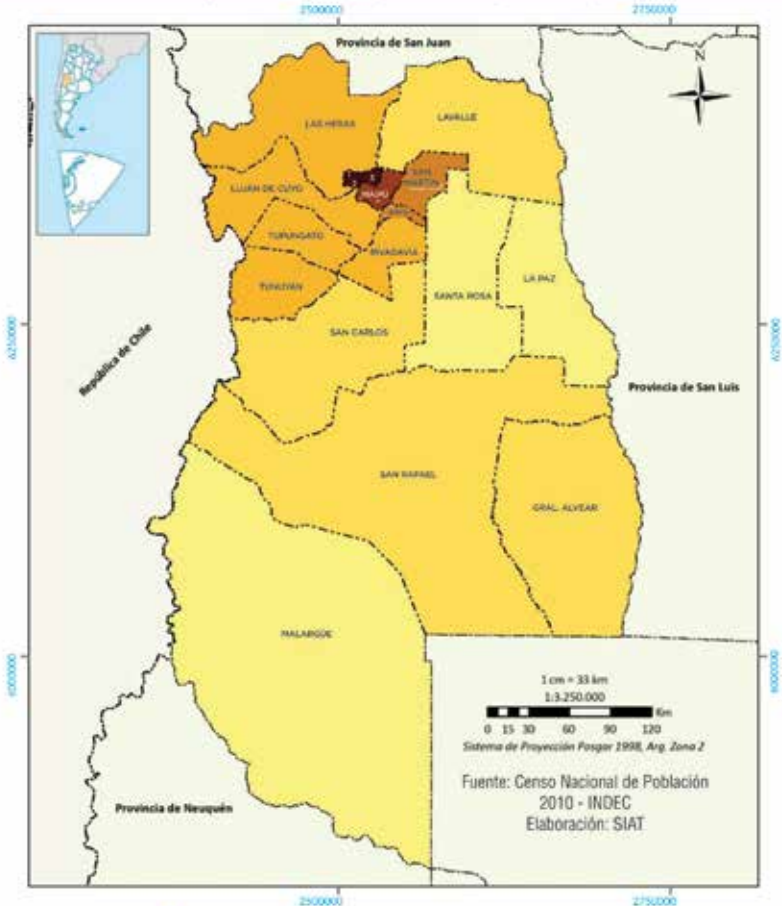 2500000
2750000
Provincia de San Juan
N
LAS HERAS
LAVALLE
SAN MARTÍN
MAIPÚ
LUJAN DE CUYO
TUPUNGATO
RIVADAVIA
TUNUYÁN
SANTA ROSA
LA PAZ
SAN CARLOS
6250000
6250000
República de Chile
Provincia de San Luis
SAN RAFAEL
GRAL. ALVEAR
MALARGÜE
6000000
6000000
1 cm = 33 km
1:3.250.000
Km
0 15 30 60 90 120
Sistema de Proyección Posgar 1998, Arg. Zona 2
Fuente: Censo Nacional de Población
2010 - INDEC
Elaboración: SIAT
Provincia de Neuquén
2500000
2750000